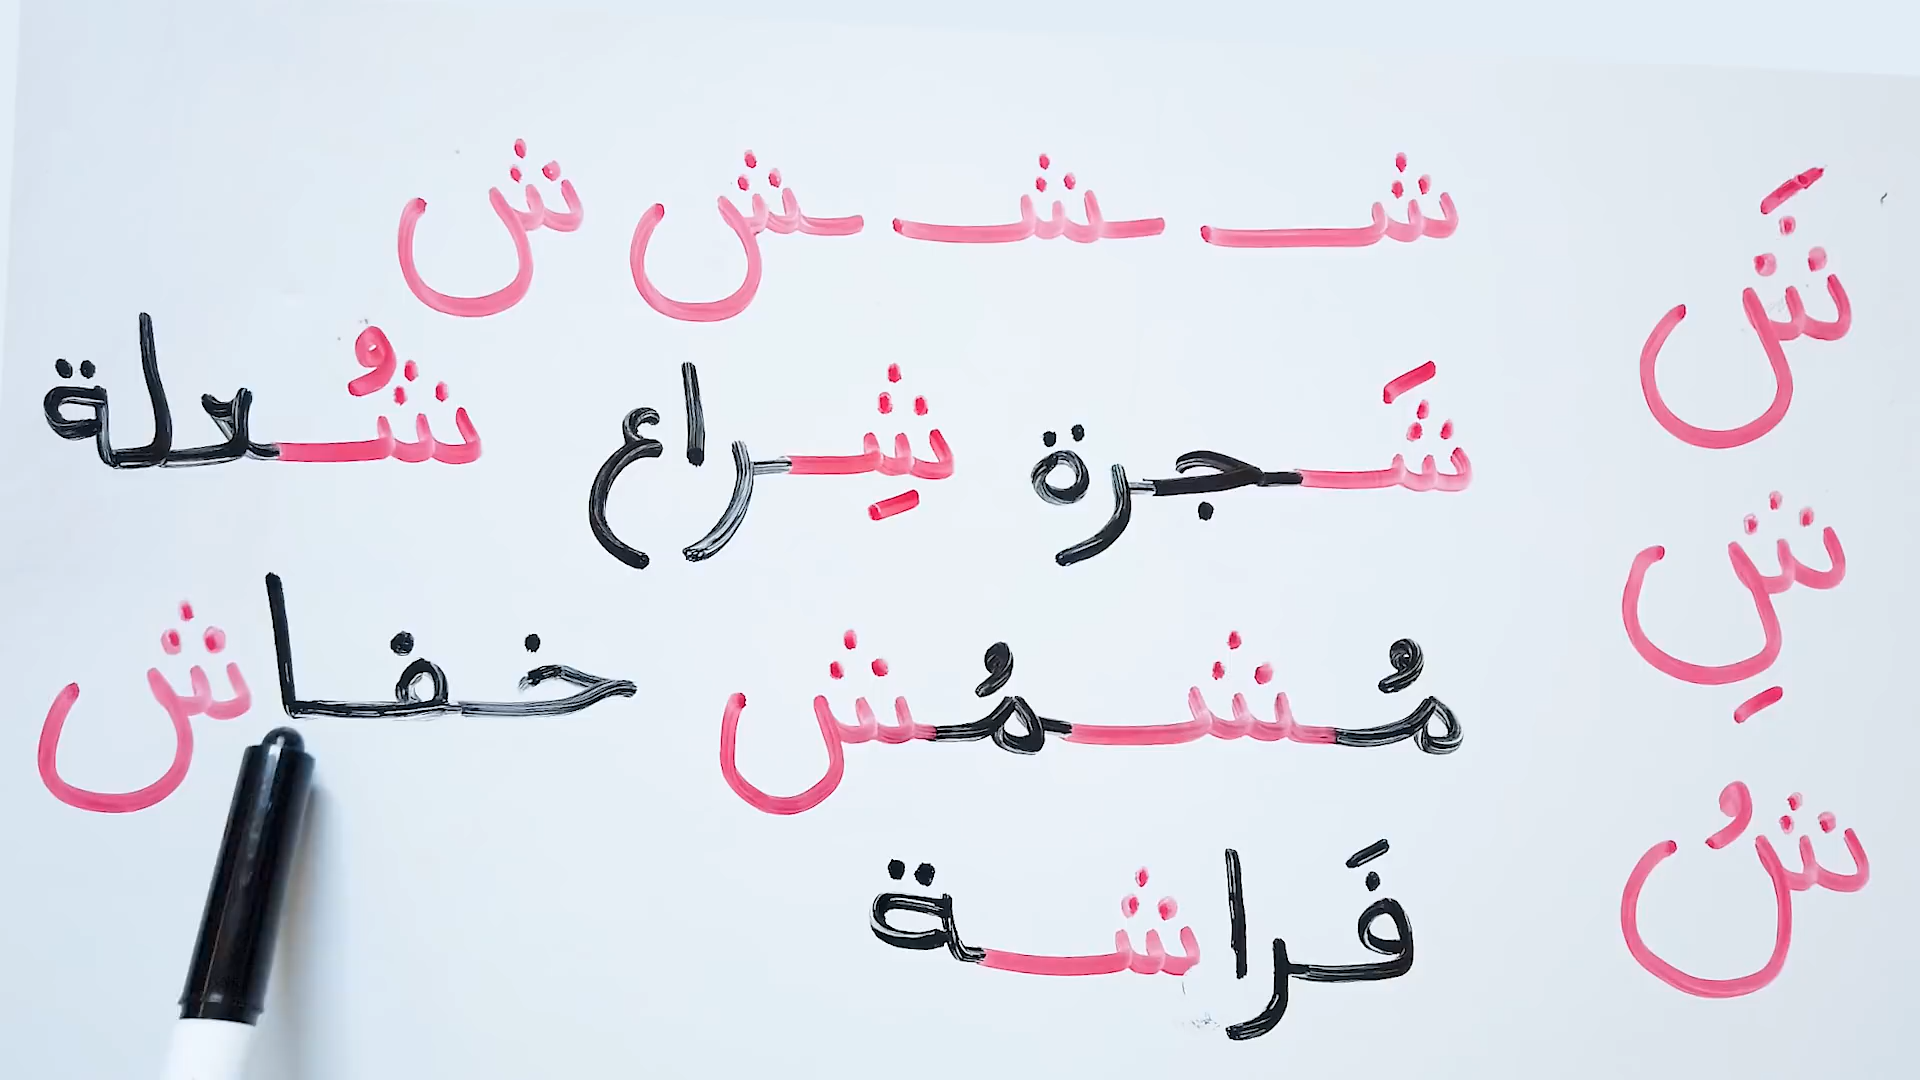 شـ ـشـ ـش ش
شَ
شَجرة شِراع شُعلة
شِ
مُشمُش خفاش
شُ
فَراشة